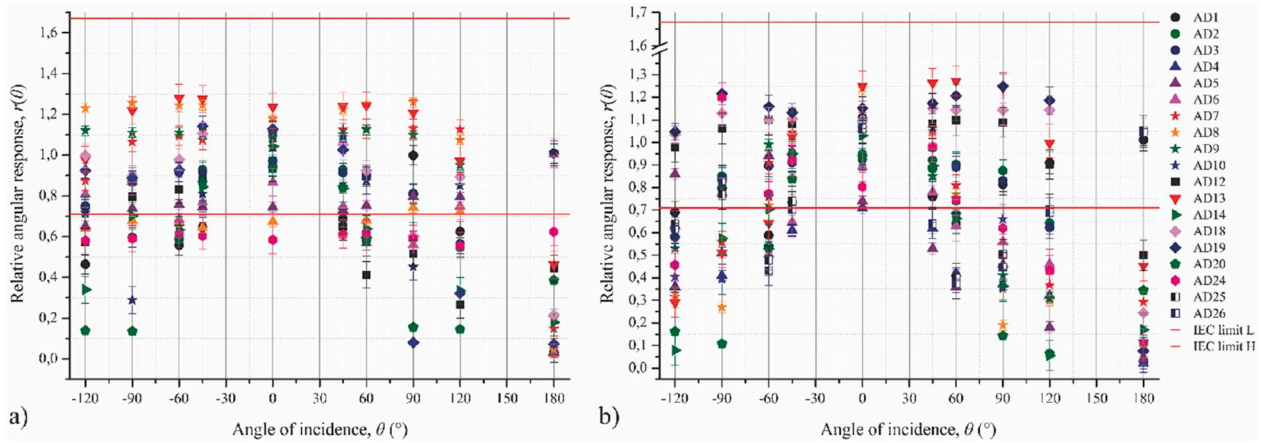 1,6
1,4
1,2
1,0
0,8
0,6
0,4
0,2
0,0
Relative angular response, r(θ)
-120 -90 -60 -30 0 30 60 90 120 150 180
Angle of incidence, θ (°)
a)
1,7
1,6
1,3
1,2
1,1
1,0
0,9
0,8
0,7
0,6
0,5
0,4
0,3
0,2
0,1
0,0
Relative angular response, r(θ)
-120 -90 -60 -30 0 30 60 90 120 150 180
Angle of incidence, θ (°)
b)
AD1
AD2
AD3
AD4
AD5
AD6
AD7
AD8
AD9
AD10
AD12
AD13
AD14
AD18
AD19
AD20
AD24
AD25
AD26
IEC limit L
IEC limit H